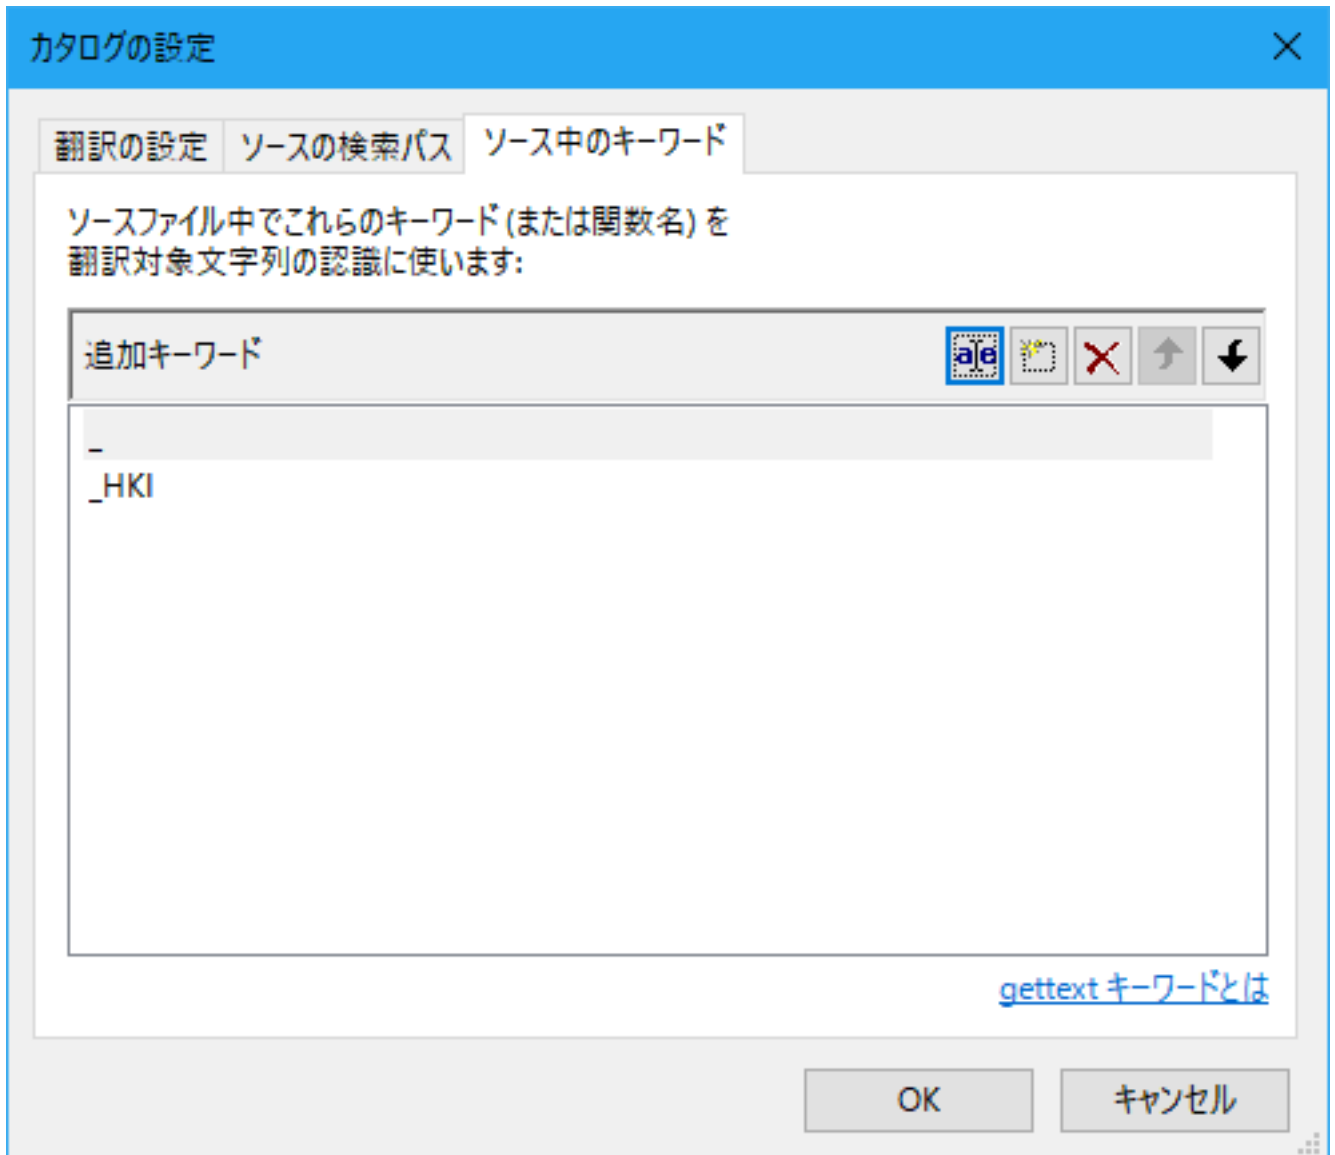 カタログの設定
翻訳の設定 ソースの検索パス ソース中のキーワード
ソースファイル中でこれらのキーワード (または関数名) を
翻訳対象文字列の認識に使います:
追加キーワード
_
_HKI
gettext キーワードとは
OK キャンセル